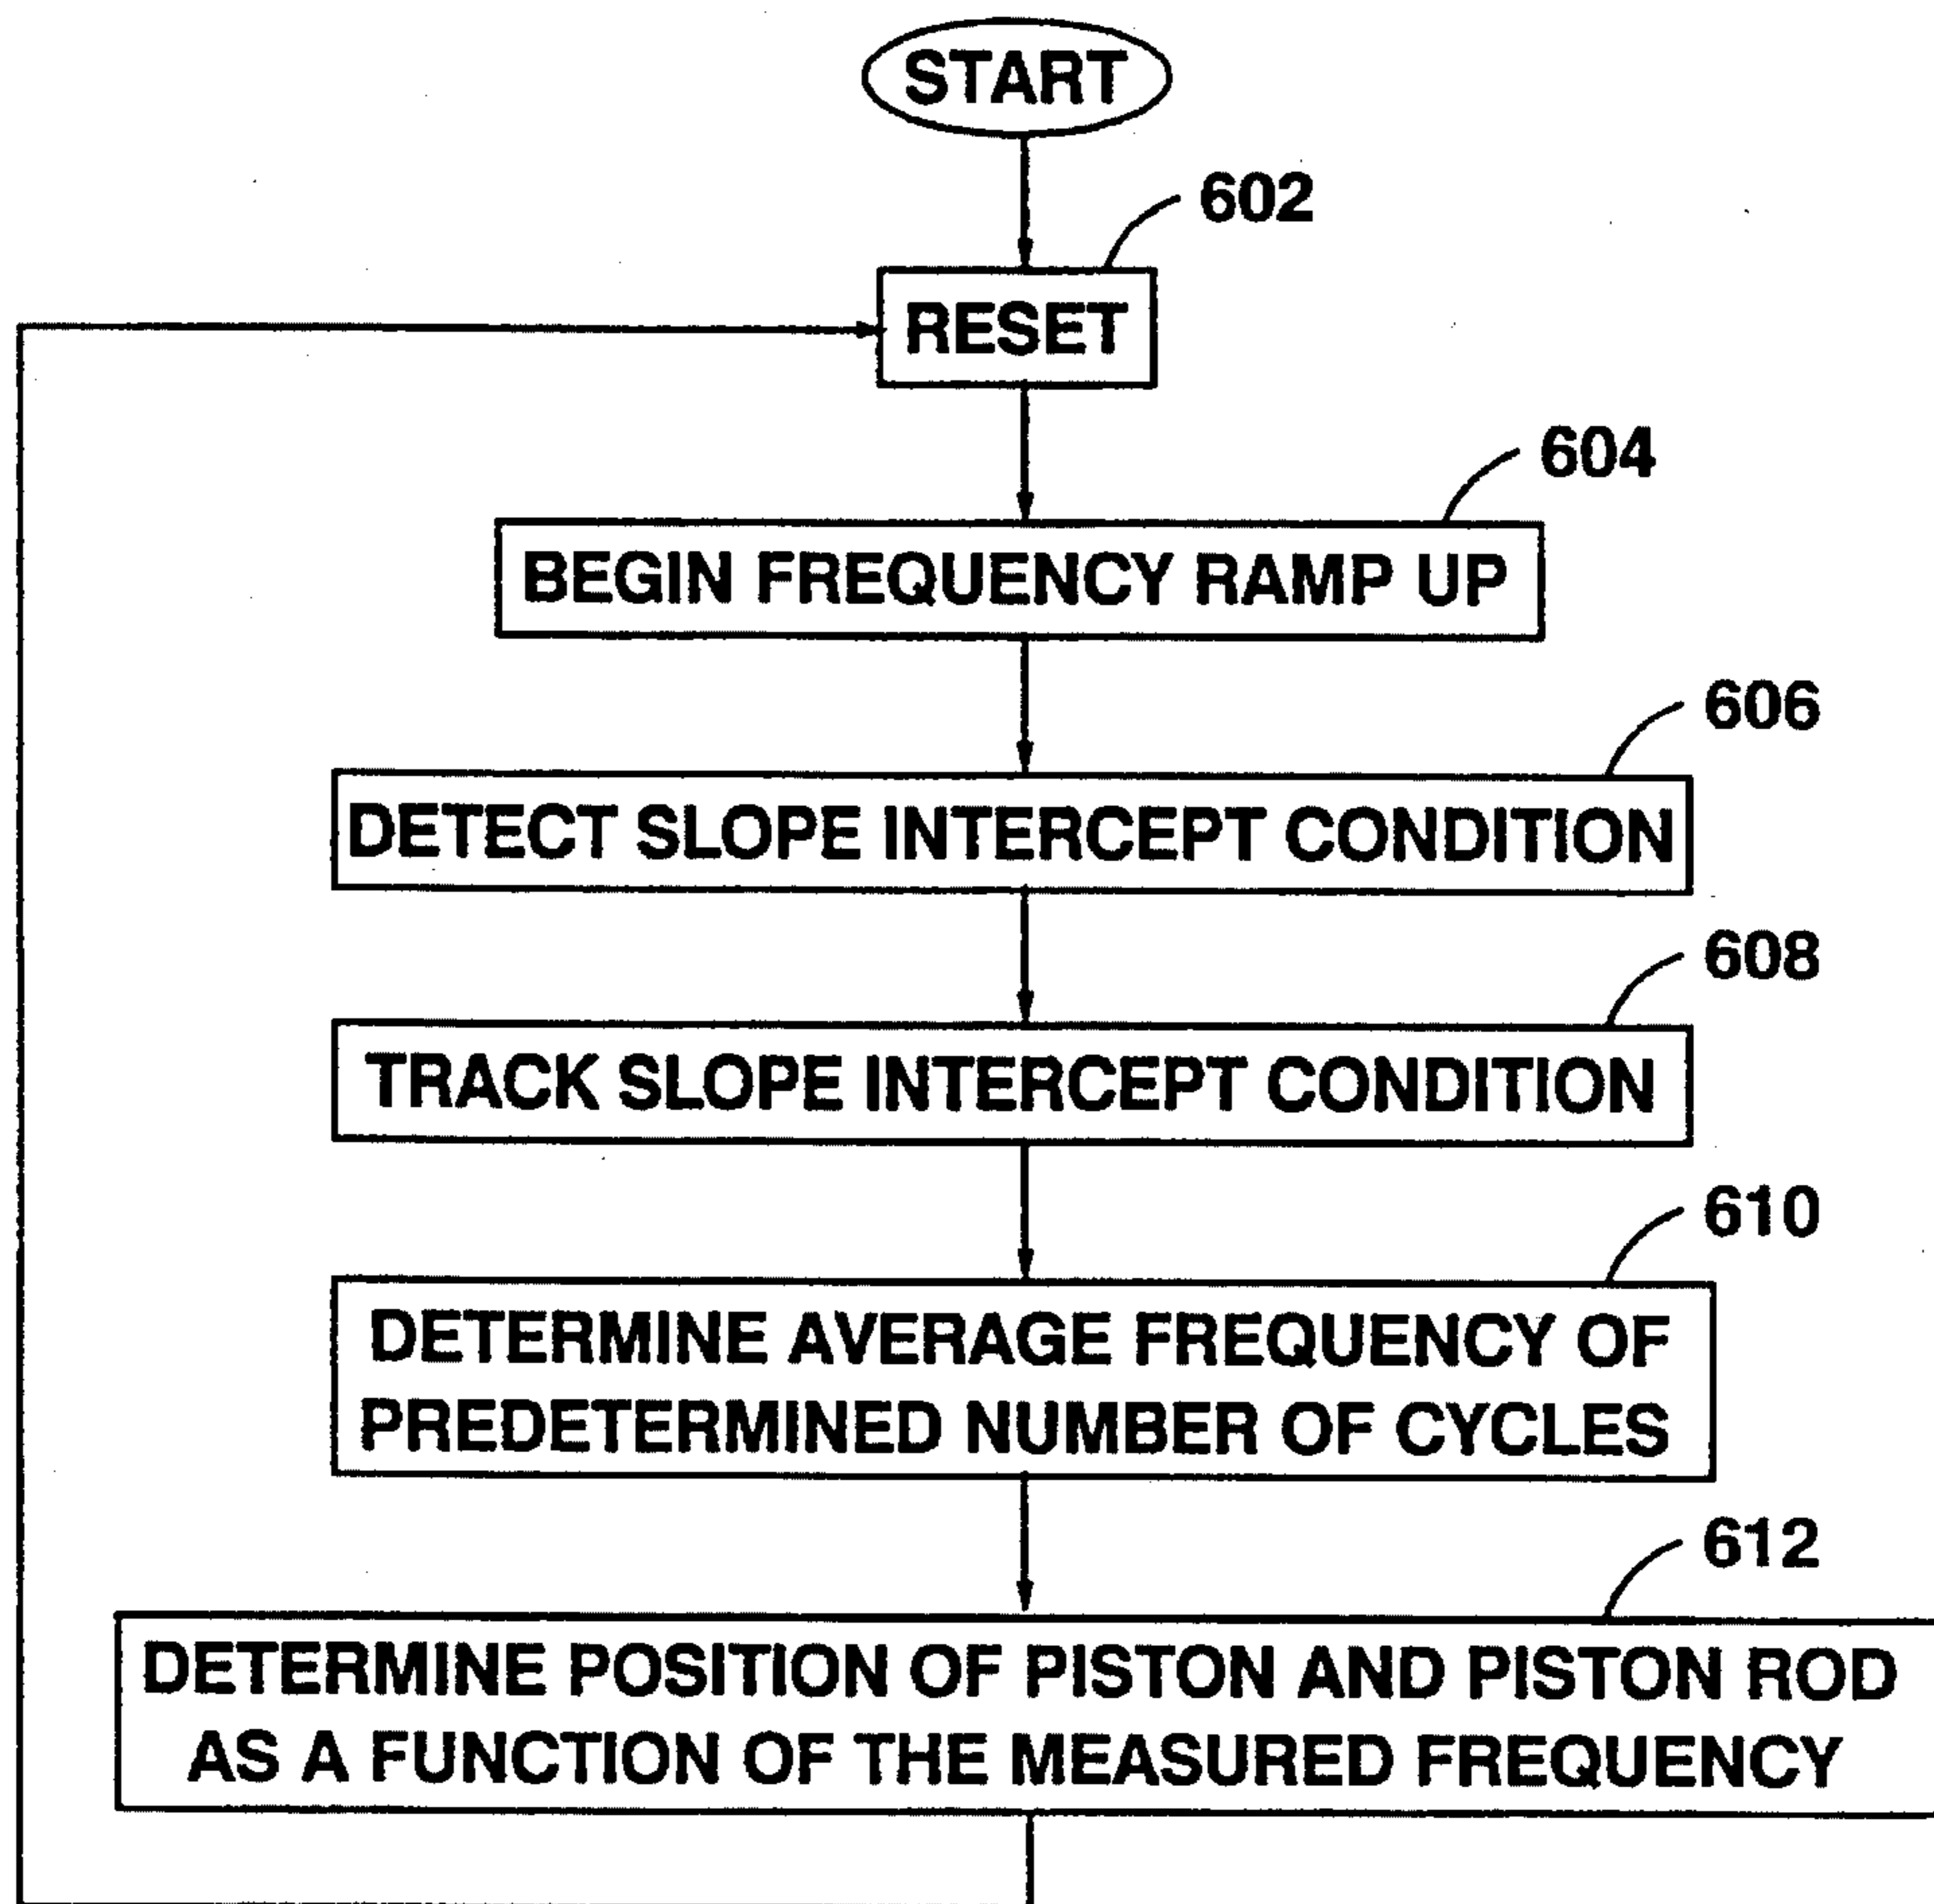 START
602
RESET
604
BEGIN FREQUENCY RAMP UP
606
DETECT SLOPE INTERCEPT CONDITION
608
TRACK SLOPE INTERCEPT CONDITION
610
DETERMINE AVERAGE FREQUENCY OF
PREDETERMINED NUMBER OF CYCLES
612
DETERMINE POSITION OF PISTON AND PISTON ROD
AS A FUNCTION OF THE MEASURED FREQUENCY